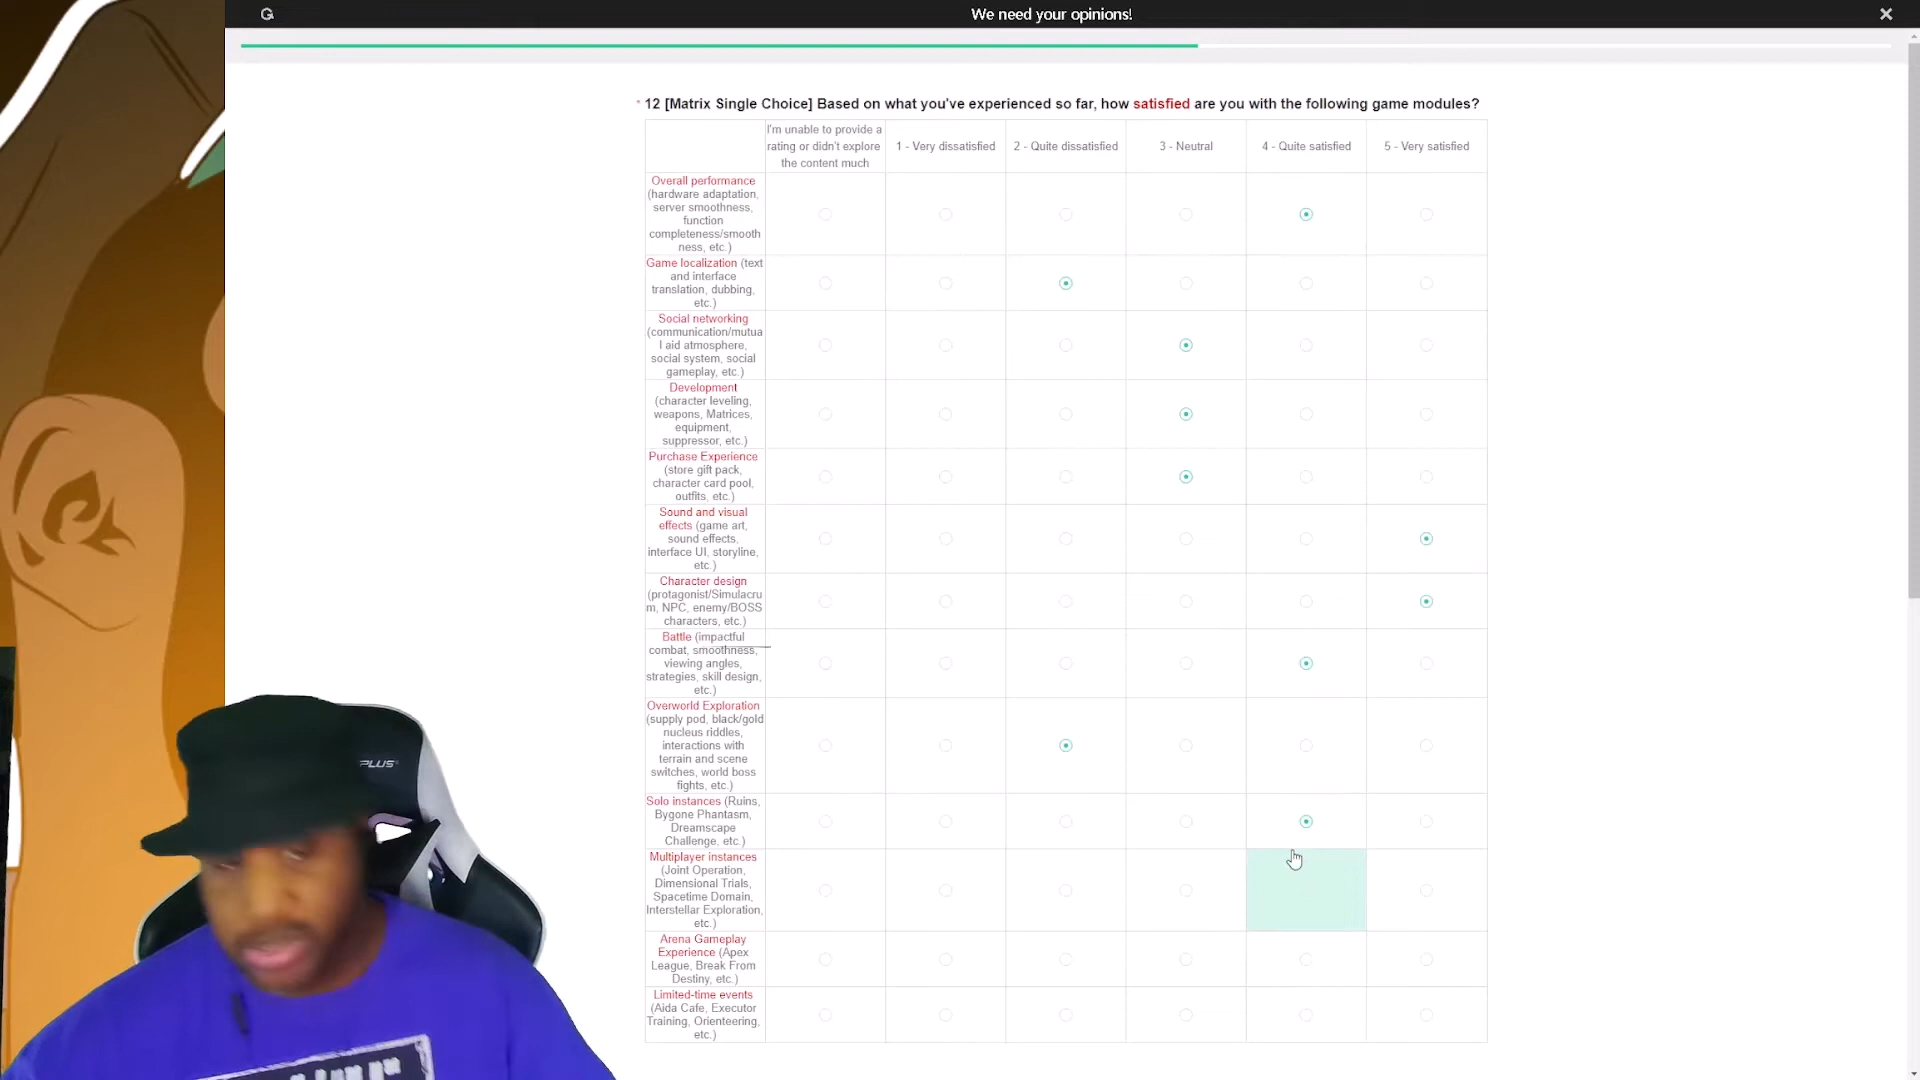 We need your opinions!
* 12 [Matrix Single Choice] Based on what you've experienced so far, how satisfied are you with the following game modules?
I'm unable to provide a
rating or didn't explore
the content much
1 - Very dissatisfied
2 - Quite dissatisfied
3 - Neutral
4 - Quite satisfied
5 - Very satisfied
Overall performance
(hardware adaptation,
server smoothness,
function
completeness/smooth
ness, etc.)
Game localization (text
and interface
translation, dubbing,
etc.)
Social networking
(communication/mutua
l aid atmosphere,
social system, social
gameplay, etc.)
Development
(character leveling,
weapons, Matrices,
equipment,
suppressor, etc.)
Purchase Experience
(store gift pack,
character card pool,
outfits, etc.)
Sound and visual
effects (game art,
sound effects,
interface UI, storyline,
etc.)
Character design
(protagonist/Simulacru
m, NPC, enemy/BOSS
characters, etc.)
Battle (impactful
combat, smoothness,
viewing angles,
strategies, skill design,
etc.)
Overworld Exploration
(supply pod, black/gold
nucleus riddles,
interactions with
terrain and scene
switches, world boss
fights, etc.)
Solo instances (Ruins,
Bygone Phantasm,
Dreamscape
Challenge, etc.)
Multiplayer instances
(Joint Operation,
Dimensional Trials,
Spacetime Domain,
Interstellar Exploration,
etc.)
Arena Gameplay
Experience (Apex
League, Break From
Destiny, etc.)
Limited-time events
(Aida Cafe, Executor
Training, Orienteering,
etc.)
PLUS